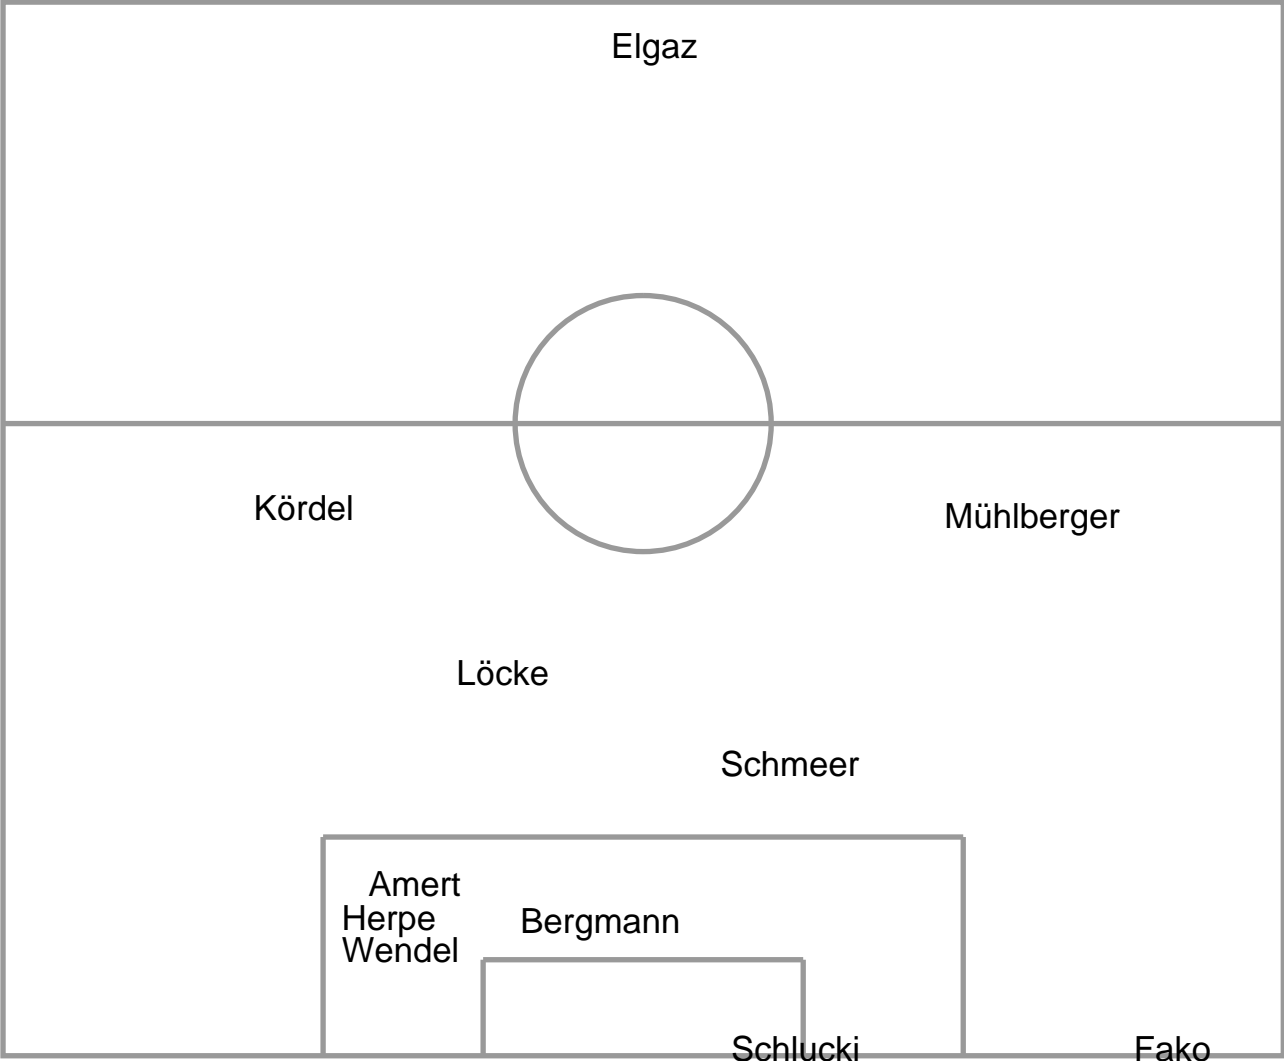 Elgaz
Kördel
Mühlberger
Löcke
Schmeer
Amert
Herpe
Bergmann
Wendel
Schlucki
Fako